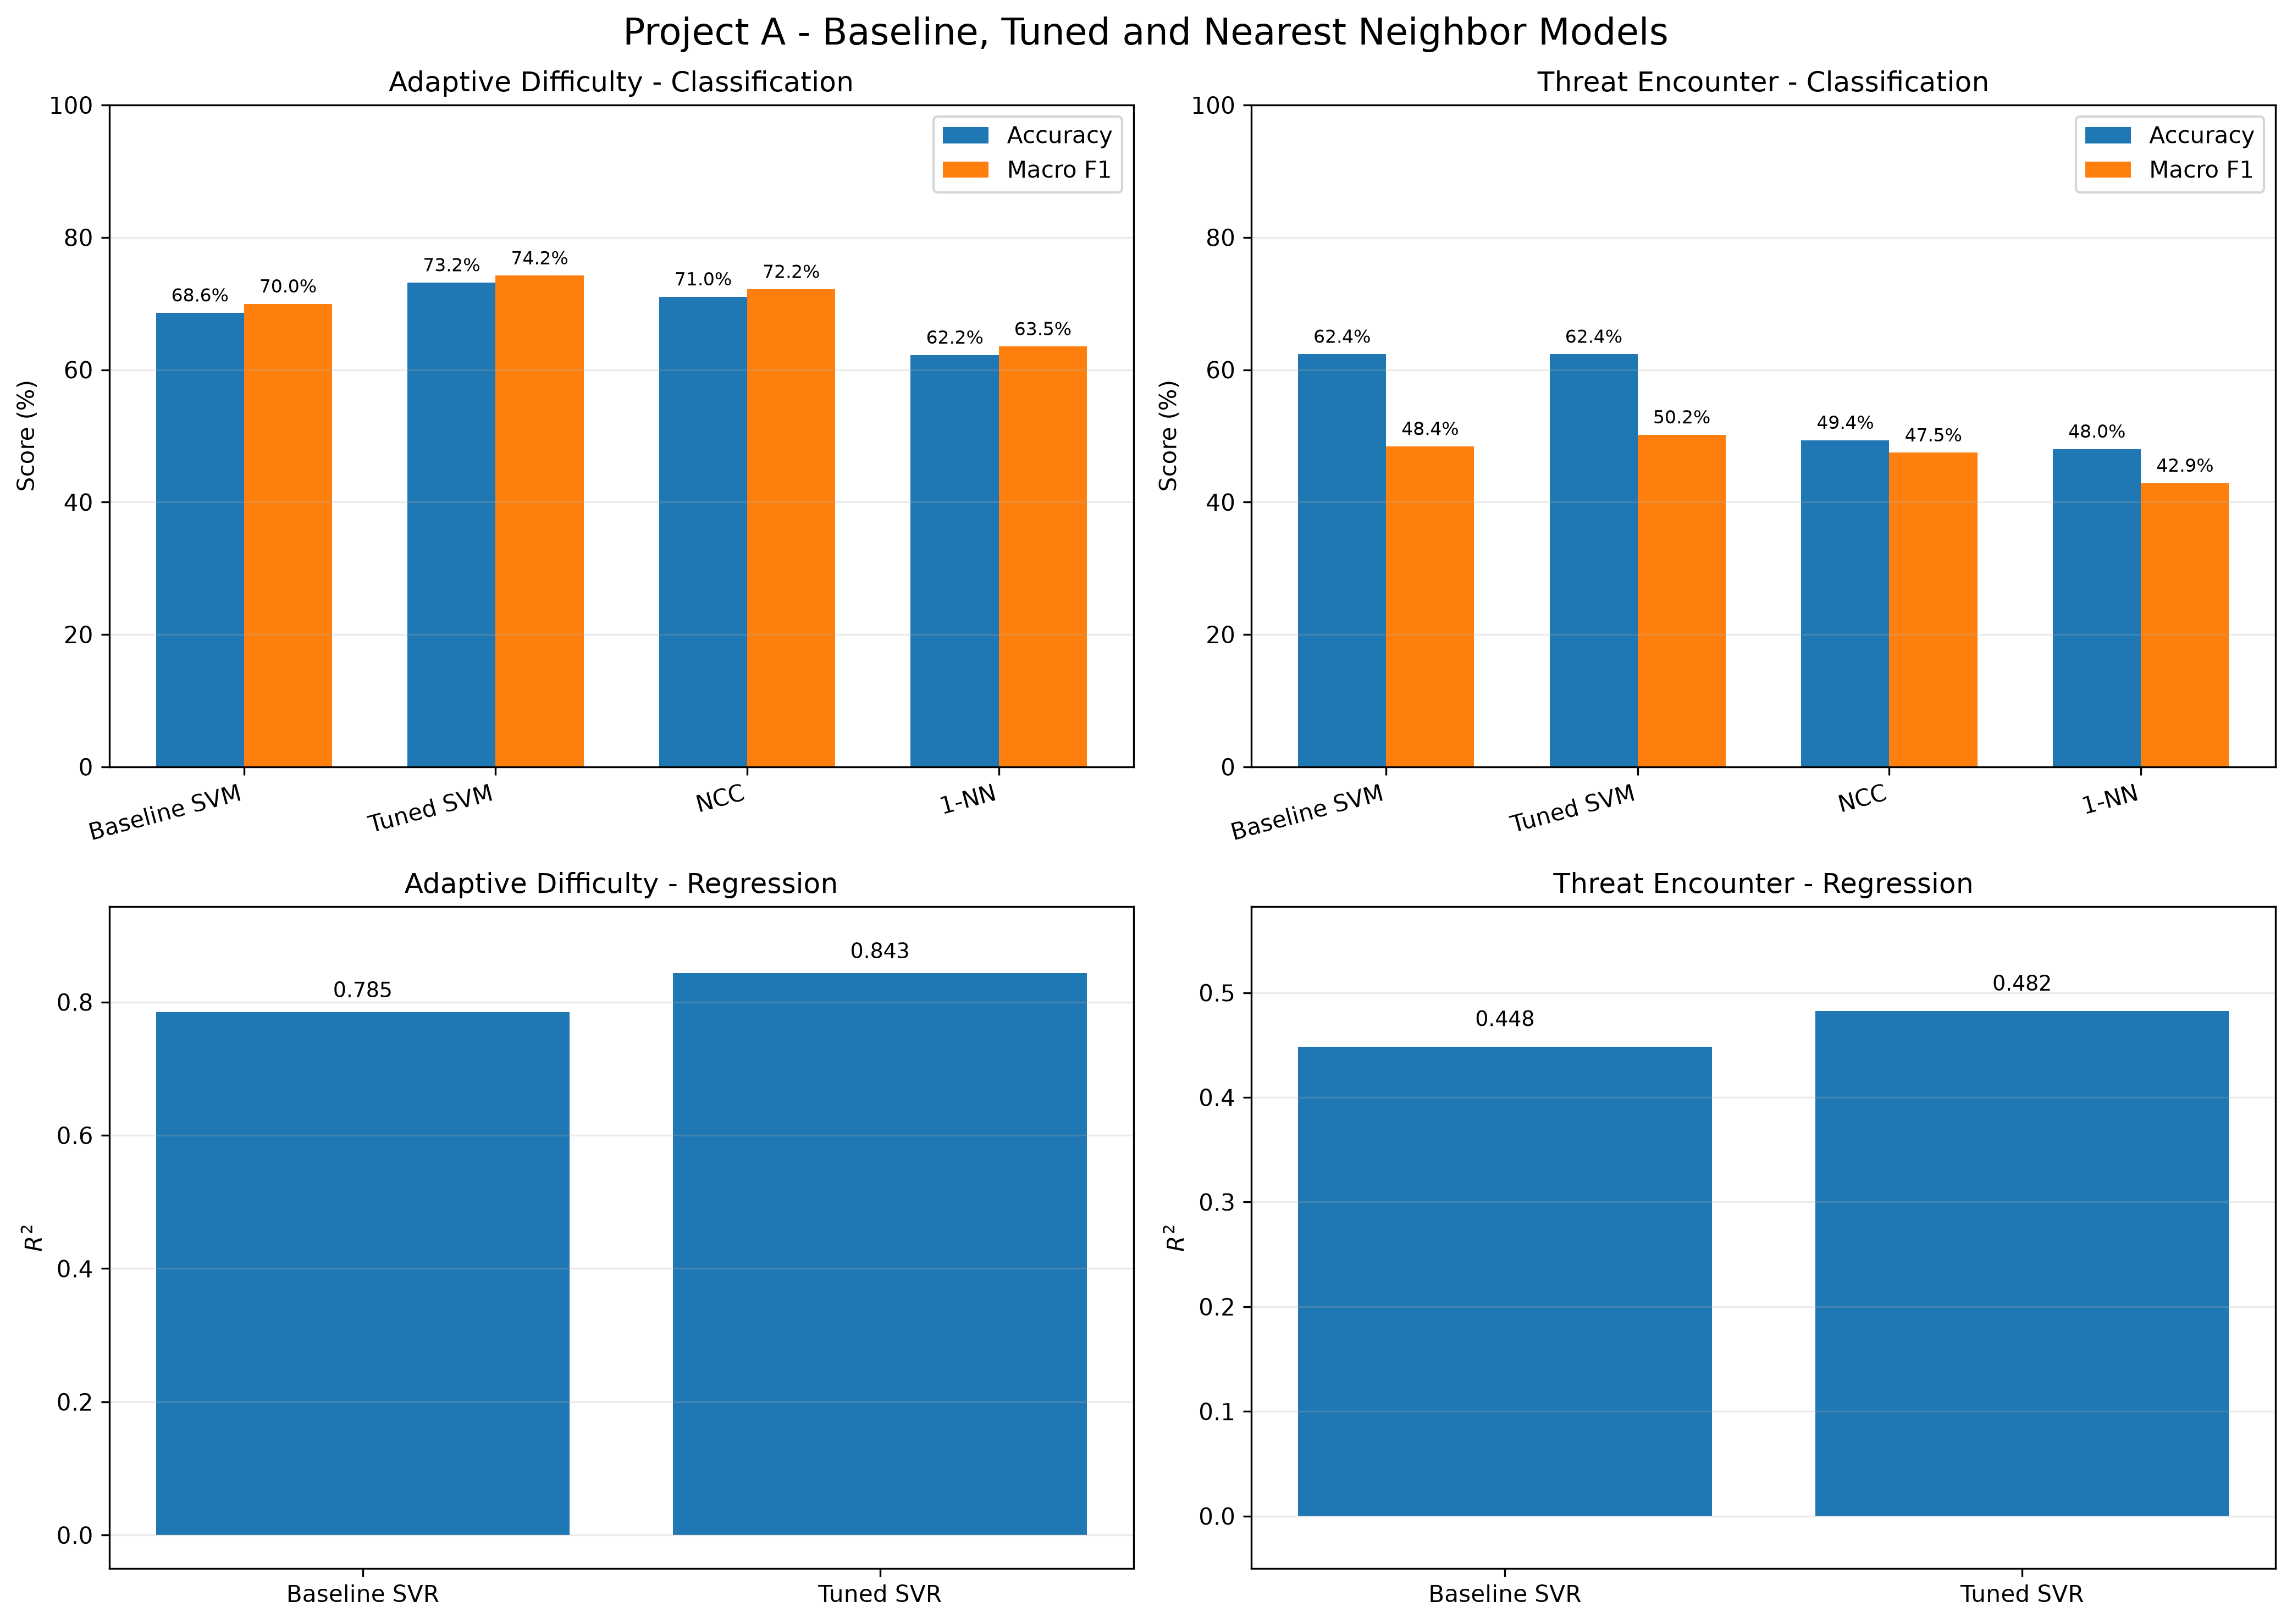 Project A - Baseline, Tuned and Nearest Neighbor Models
Adaptive Difficulty - Classification
100
80
60
40
20
0
Score (%)
Accuracy
Macro F1
68.6%
70.0%
73.2%
74.2%
71.0%
72.2%
62.2%
63.5%
Baseline SVM
Tuned SVM
NCC
1-NN
Threat Encounter - Classification
100
80
60
40
20
0
Score (%)
Accuracy
Macro F1
62.4%
48.4%
62.4%
50.2%
49.4%
47.5%
48.0%
42.9%
Baseline SVM
Tuned SVM
NCC
1-NN
Adaptive Difficulty - Regression
0.8
0.6
0.4
0.2
0.0
R²
0.785
0.843
Baseline SVR
Tuned SVR
Threat Encounter - Regression
0.5
0.4
0.3
0.2
0.1
0.0
R²
0.448
0.482
Baseline SVR
Tuned SVR